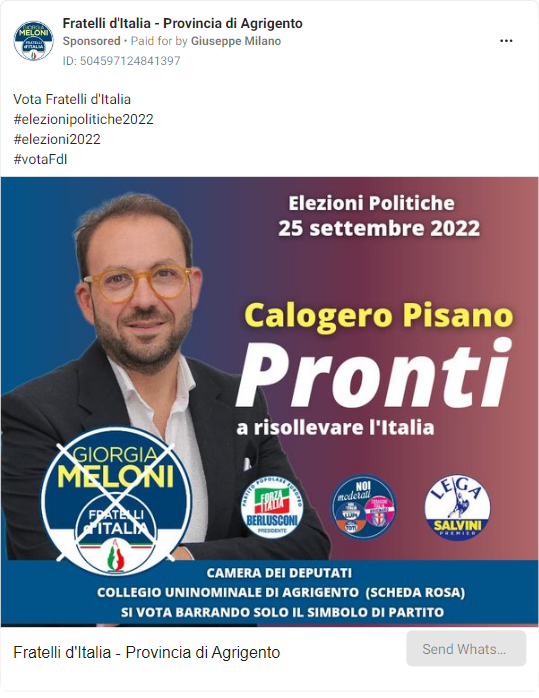 Fratelli d'Italia - Provincia di Agrigento
Sponsored • Paid for by Giuseppe Milano
ID: 504597124841397
Vota Fratelli d'Italia
#elezionipolitiche2022
#elezioni2022
#votaFdI
Elezioni Politiche
25 settembre 2022
Calogero Pisano
Pronti
a risollevare l'Italia
GIORGIA
MELONI
FRATELLI
d'ITALIA
PARTITO POPOLARE EUROPEO
FORZA
ITALIA
BERLUSCONI
PRESIDENTE
NOI
moderati
LEGA
SALVINI
PREMIER
CAMERA DEI DEPUTATI
COLLEGIO UNINOMINALE DI AGRIGENTO (SCHEDA ROSA)
SI VOTA BARRANDO SOLO IL SIMBOLO DI PARTITO
Fratelli d'Italia - Provincia di Agrigento
Send Whats...